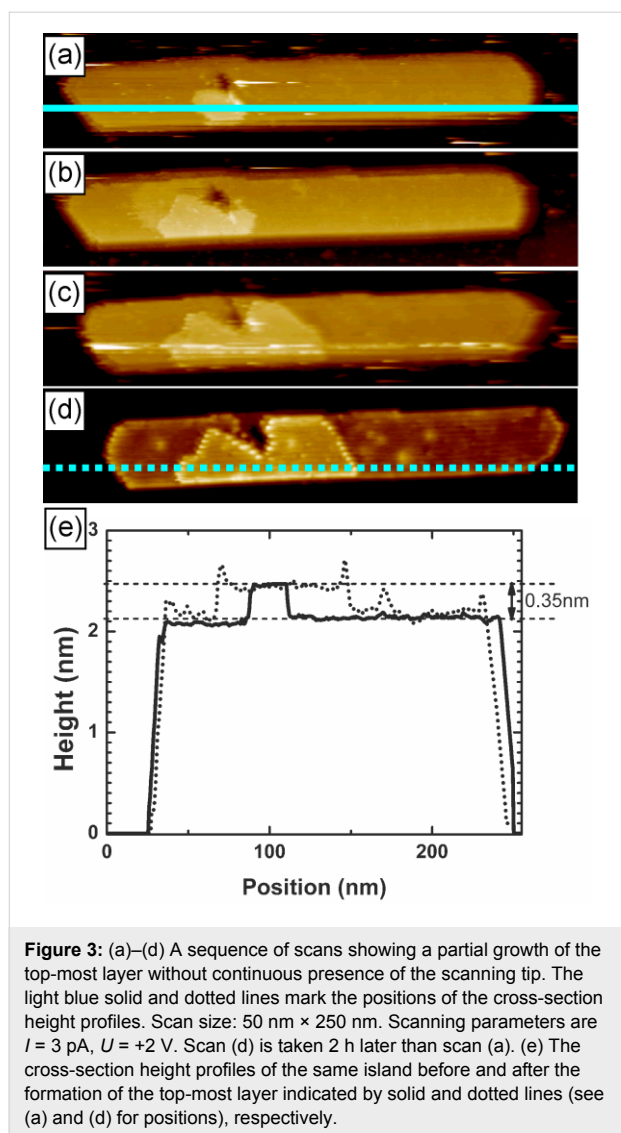 (a)
(b)
(c)
(d)
(e)
3
2
1
0
Height (nm)
0.35nm
0 100 200
Position (nm)
Figure 3: (a)–(d) A sequence of scans showing a partial growth of the
top-most layer without continuous presence of the scanning tip. The
light blue solid and dotted lines mark the positions of the cross-section
height profiles. Scan size: 50 nm × 250 nm. Scanning parameters are
I = 3 pA, U = +2 V. Scan (d) is taken 2 h later than scan (a). (e) The
cross-section height profiles of the same island before and after the
formation of the top-most layer indicated by solid and dotted lines (see
(a) and (d) for positions), respectively.